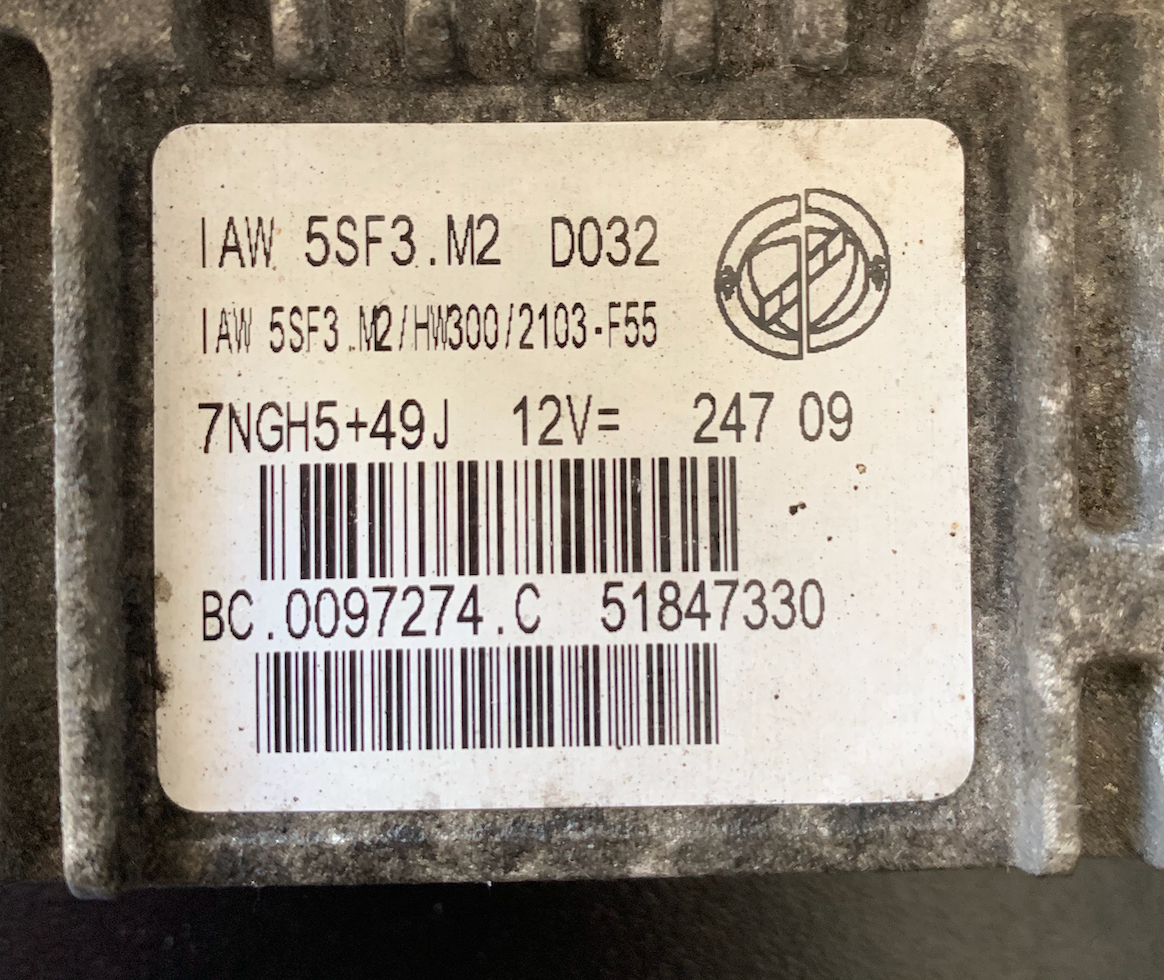 IAW 5SF3.M2 D032
IAW 5SF3.M2/HW300/2103-F55
7NGH5+49J 12V= 247 09
BC.0097274.C 51847330